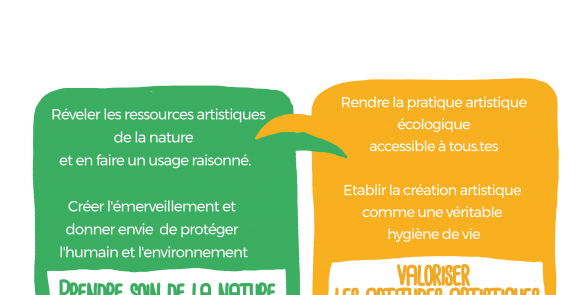 Réveler les ressources artistiques
de la nature
et en faire un usage raisonné.
Créer l'émerveillement et
donner envie de protéger
l'humain et l'environnement
PRENDRE SOIN DE LA NATURE
Rendre la pratique artistique
écologique
accessible à tous.tes
Etablir la création artistique
comme une véritable
hygiène de vie
VALORISER
LES APTITUDES ARTISTIQUES